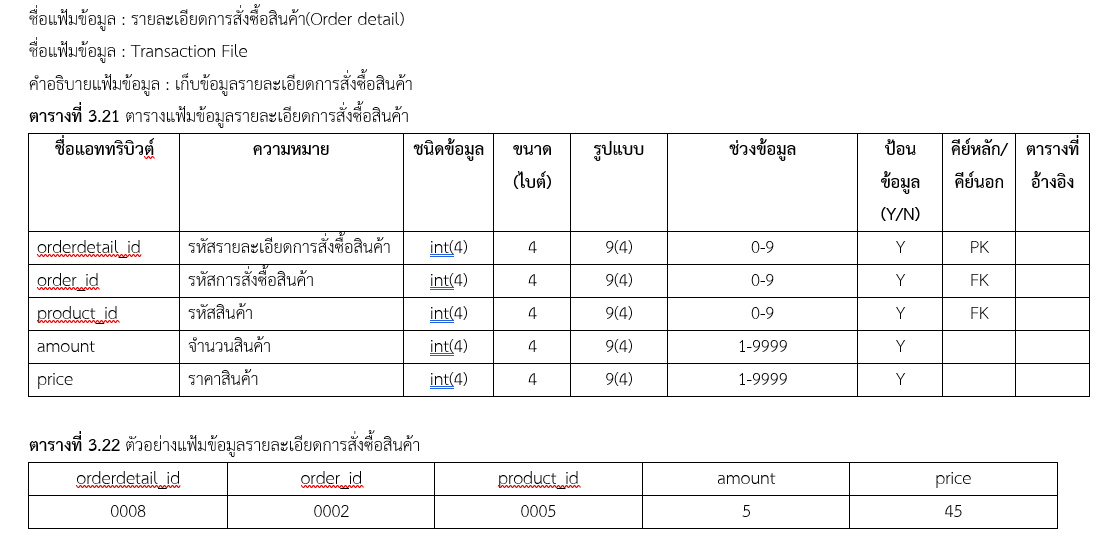 ชื่อแฟ้มข้อมูล : รายละเอียดการสั่งซื้อสินค้า(Order detail)
ชื่อแฟ้มข้อมูล : Transaction File
คำอธิบายแฟ้มข้อมูล : เก็บข้อมูลรายละเอียดการสั่งซื้อสินค้า
ตารางที่ 3.21 ตารางแฟ้มข้อมูลรายละเอียดการสั่งซื้อสินค้า
ชื่อแอททริบิวต์ ความหมาย ชนิดข้อมูล ขนาด (ไบต์) รูปแบบ ช่วงข้อมูล ป้อน ข้อมูล (Y/N) คีย์หลัก/ คีย์นอก ตารางที่ อ้างอิง
orderdetail_id รหัสรายละเอียดการสั่งซื้อสินค้า int(4) 4 9(4) 0-9 Y PK
order_id รหัสการสั่งซื้อสินค้า int(4) 4 9(4) 0-9 Y FK
product_id รหัสสินค้า int(4) 4 9(4) 0-9 Y FK
amount จำนวนสินค้า int(4) 4 9(4) 1-9999 Y
price ราคาสินค้า int(4) 4 9(4) 1-9999 Y
ตารางที่ 3.22 ตัวอย่างแฟ้มข้อมูลรายละเอียดการสั่งซื้อสินค้า
orderdetail_id order_id product_id amount price
0008 0002 0005 5 45